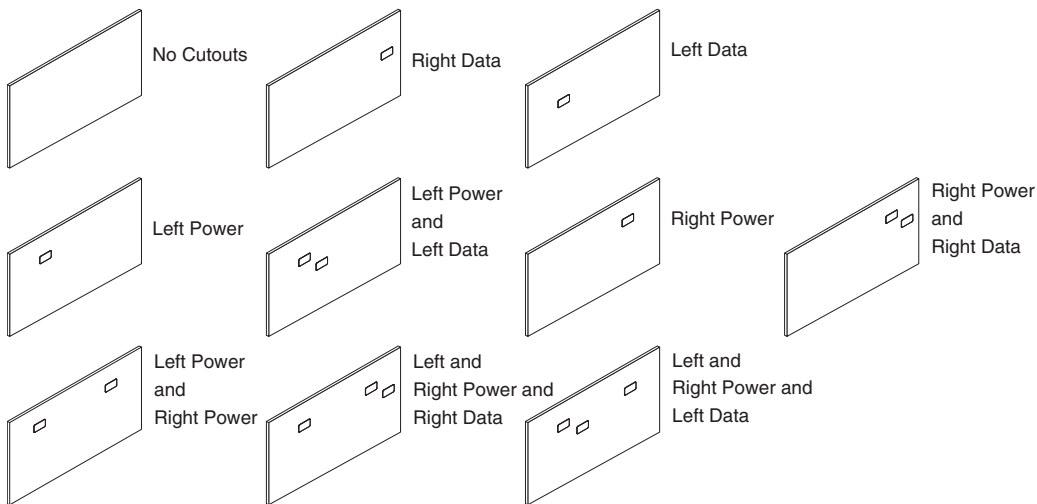 No Cutouts
Right Data
Left Data
Left Power
Left Power
and
Left Data
Right Power
Right Power
and
Right Data
Left Power
and
Right Power
Left and
Right Power and
Right Data
Left and
Right Power and
Left Data